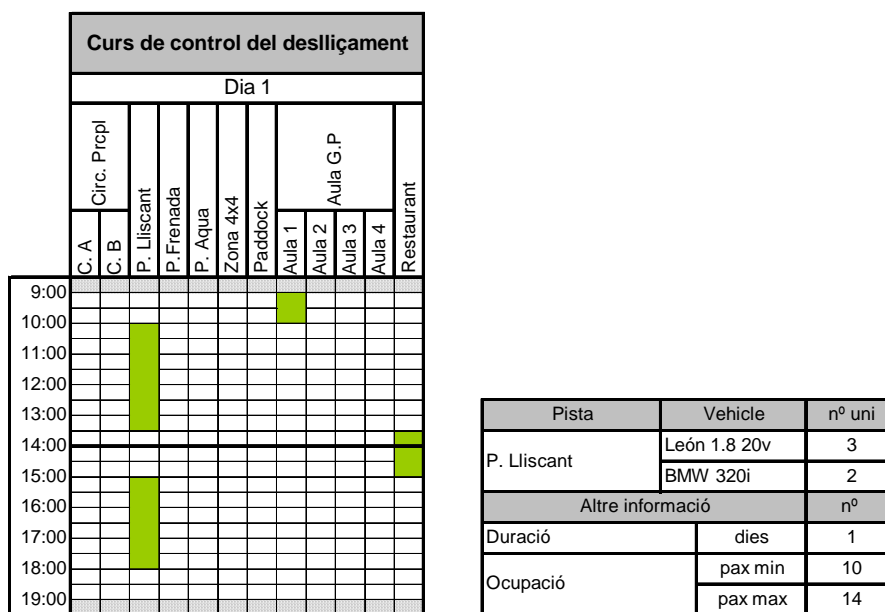 Curs de control del deslliçament
Dia 1
Circ. Prcpl
P. Lliscant
P.Frenada
P. Aqua
Zona 4x4
Paddock
Aula G.P
Restaurant
C. A
C. B
Aula 1
Aula 2
Aula 3
Aula 4
9:00
10:00
11:00
12:00
13:00
14:00
15:00
16:00
17:00
18:00
19:00
Pista Vehicle nº uni
P. Lliscant
León 1.8 20v 3
BMW 320i 2
Altre informació nº
Duració dies 1
Ocupació
pax min 10
pax max 14